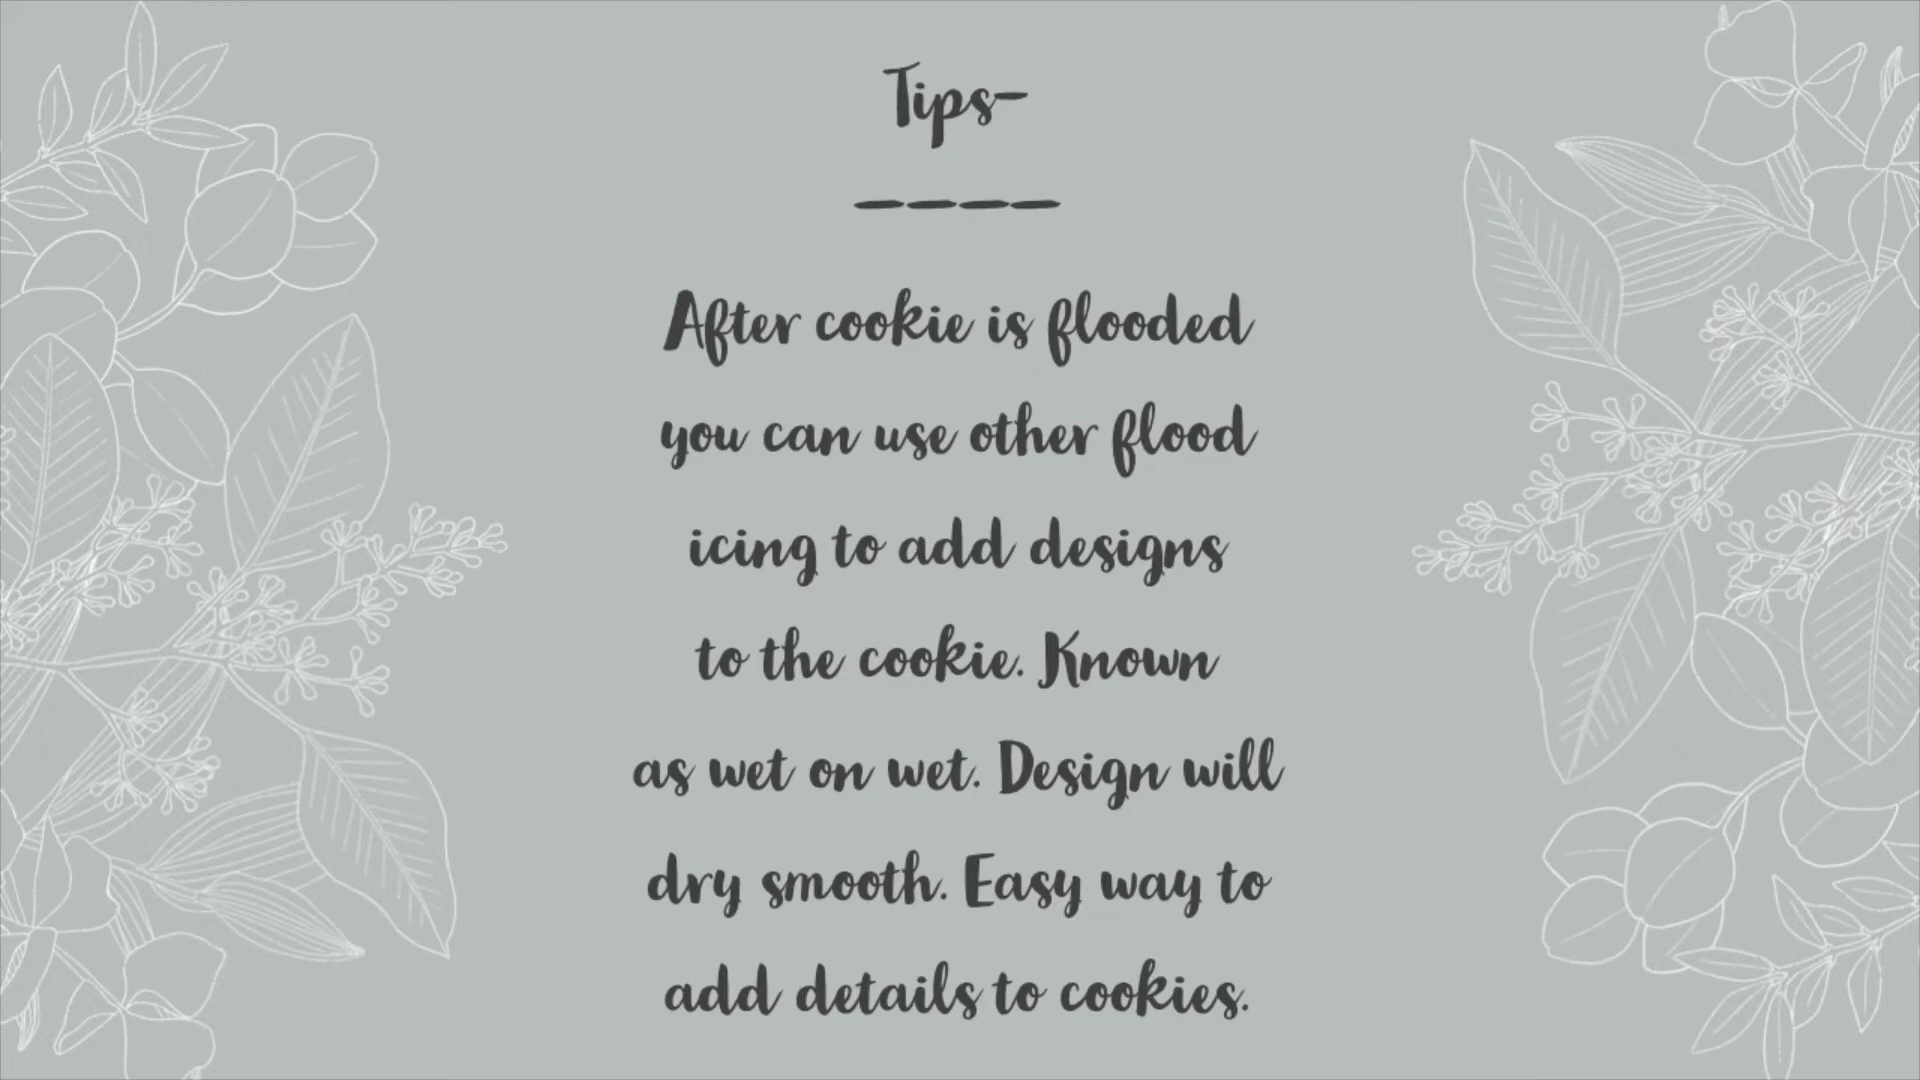 Tips-
----
After cookie is flooded
you can use other flood
icing to add designs
to the cookie. Known
as wet on wet. Design will
dry smooth. Easy way to
add details to cookies.